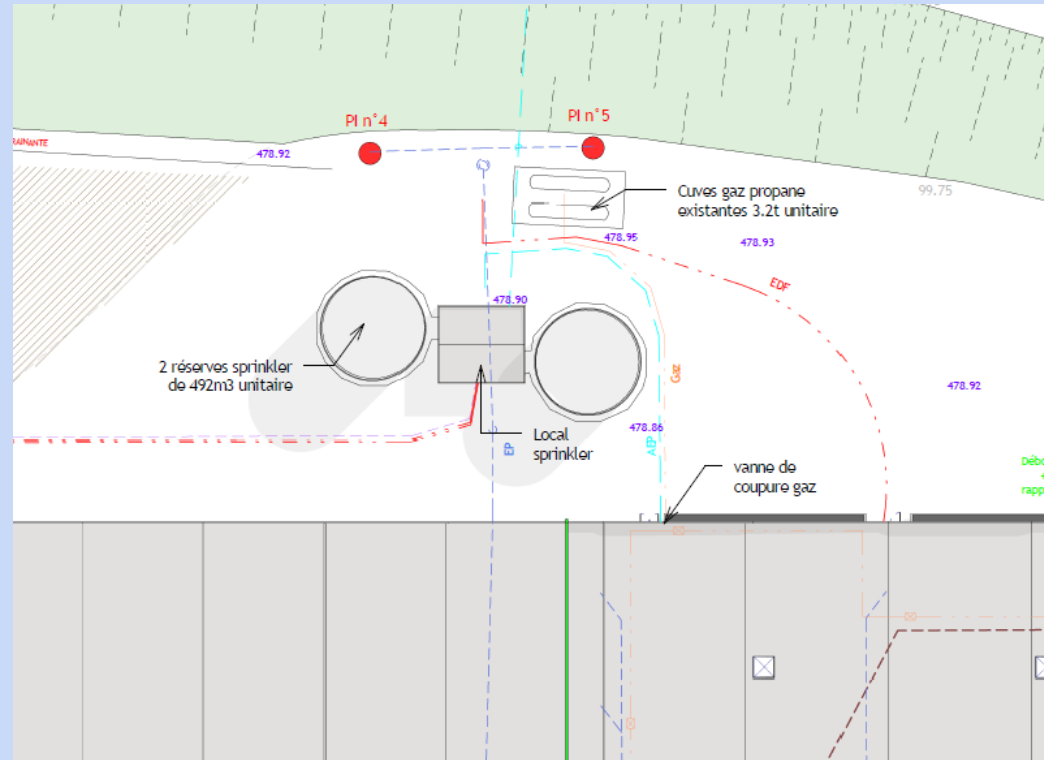 PI n°4
PI n°5
RAINANTE
478.92
Cuves gaz propane
existantes 3.2t unitaire
99.75
478.95
478.93
EDF
478.90
2 réserves sprinkler
de 492m3 unitaire
Gaz
478.92
478.86
Local
sprinkler
EP
AEP
vanne de
coupure gaz
Débo
+
rapp